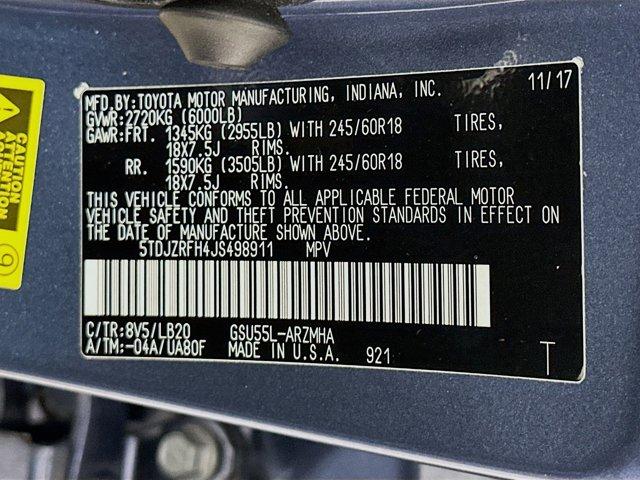 MFD.BY:TOYOTA MOTOR MANUFACTURING, INDIANA, INC. 11/17
GVWR:2720KG (6000LB)
GAWR:FRT. 1345KG (2955LB) WITH 245/60R18 TIRES,
18X7.5J RIMS.
RR. 1590KG (3505LB) WITH 245/60R18 TIRES,
18X7.5J RIMS.
THIS VEHICLE CONFORMS TO ALL APPLICABLE FEDERAL MOTOR
VEHICLE SAFETY AND THEFT PREVENTION STANDARDS IN EFFECT ON
THE DATE OF MANUFACTURE SHOWN ABOVE.
5TDJZRFH4JS498911 MPV
C/TR:8V5/LB20 GSU55L-ARZMHA
A/TM:-04A/UA80F MADE IN U.S.A. 921 T
9